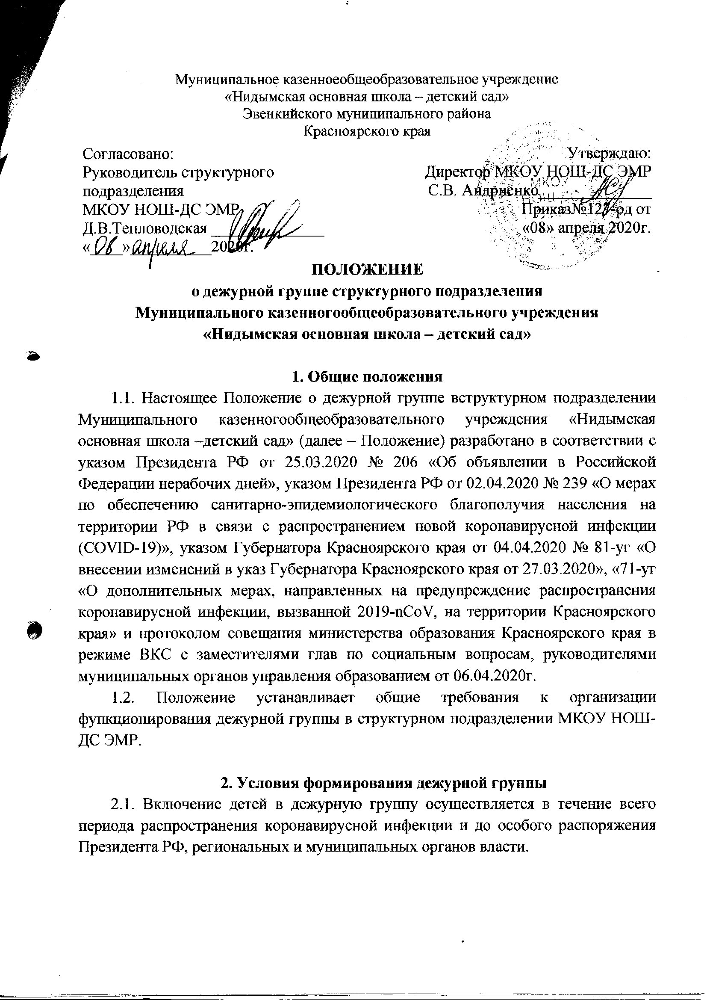 Муниципальное казенноеобщеобразовательное учреждение
«Нидымская основная школа – детский сад»
Эвенкийского муниципального района
Красноярского края
Согласовано:
Руководитель структурного
подразделения
МКОУ НОШ-ДС ЭМР
Д.В.Тепловодская
«08» апреля 2020г.
Утверждаю:
Директор МКОУ НОШ-ДС ЭМР
С.В. Андриенко
МКОУ
НОШ-ДС
-од от
«08» апреля 2020г.
ПОЛОЖЕНИЕ
о дежурной группе структурного подразделения
Муниципального казенногообщеобразовательного учреждения
«Нидымская основная школа – детский сад»
1. Общие положения
1.1. Настоящее Положение о дежурной группе вструктурном подразделении
Муниципального казенногообщеобразовательного учреждения «Нидымская
основная школа –детский сад» (далее – Положение) разработано в соответствии с
указом Президента РФ от 25.03.2020 № 206 «Об объявлении в Российской
Федерации нерабочих дней», указом Президента РФ от 02.04.2020 № 239 «О мерах
по обеспечению санитарно-эпидемиологического благополучия населения на
территории РФ в связи с распространением новой коронавирусной инфекции
(COVID-19)», указом Губернатора Красноярского края от 04.04.2020 № 81-уг «О
внесении изменений в указ Губернатора Красноярского края от 27.03.2020», «71-уг
«О дополнительных мерах, направленных на предупреждение распространения
коронавирусной инфекции, вызванной 2019-nCoV, на территории Красноярского
края» и протоколом совещания министерства образования Красноярского края в
режиме ВКС с заместителями глав по социальным вопросам, руководителями
муниципальных органов управления образованием от 06.04.2020г.
1.2. Положение устанавливает общие требования к организации
функционирования дежурной группы в структурном подразделении МКОУ НОШ-
ДС ЭМР.
2. Условия формирования дежурной группы
2.1. Включение детей в дежурную группу осуществляется в течение всего
периода распространения коронавирусной инфекции и до особого распоряжения
Президента РФ, региональных и муниципальных органов власти.